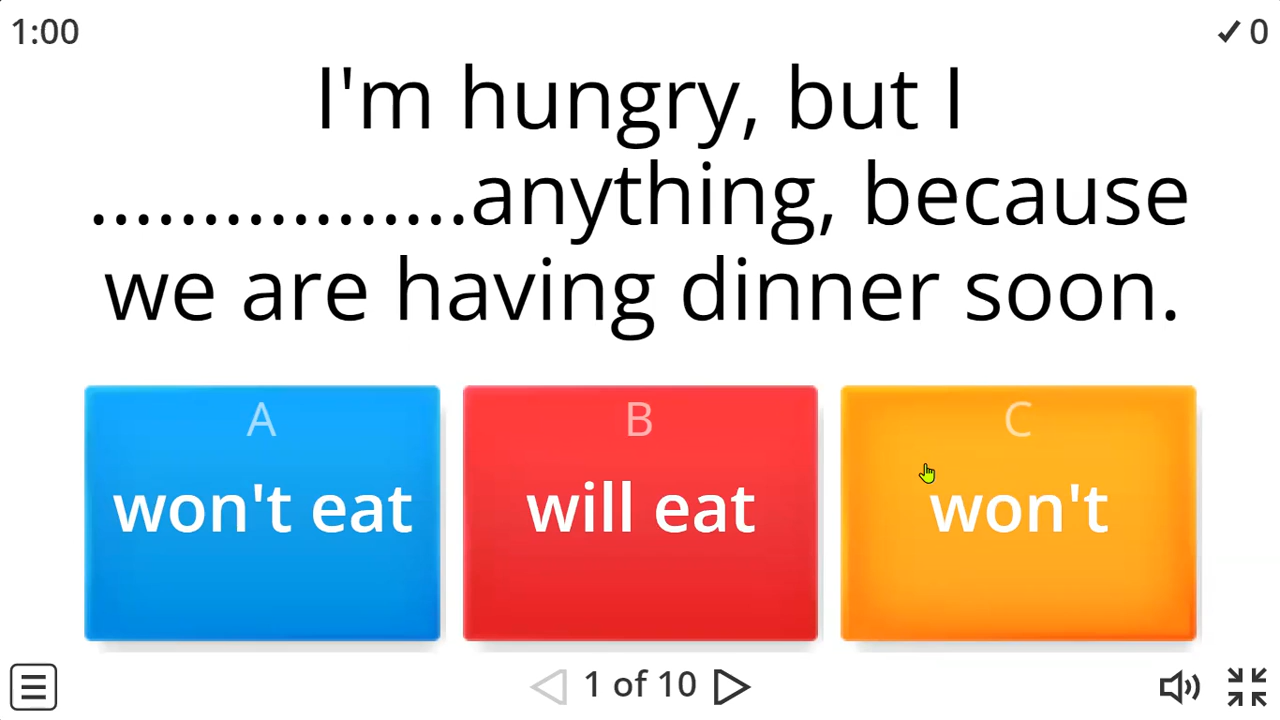 1:00
✓ 0
I'm hungry, but I
.................anything, because
we are having dinner soon.
A
won't eat
B
will eat
C
won't
1 of 10